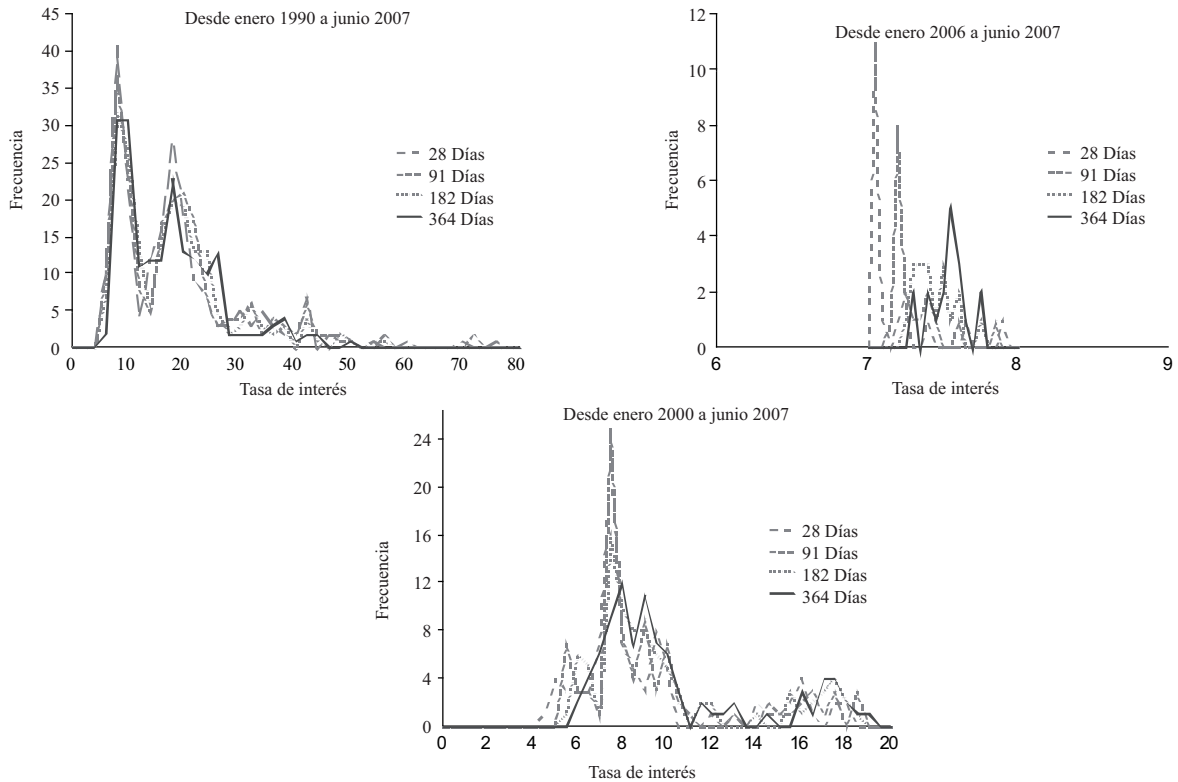 Desde enero 1990 a junio 2007
45
40
35
30
25
20
15
10
5
0
Frecuencia
28 Días
91 Días
182 Días
364 Días
0 10 20 30 40 50 60 70 80
Tasa de interés
Desde enero 2006 a junio 2007
12
10
8
6
4
2
0
Frecuencia
28 Días
91 Días
182 Días
364 Días
6 7 8 9
Tasa de interés
Desde enero 2000 a junio 2007
24
20
16
12
8
4
0
Frecuencia
28 Días
91 Días
182 Días
364 Días
0 2 4 6 8 10 12 14 16 18 20
Tasa de interés